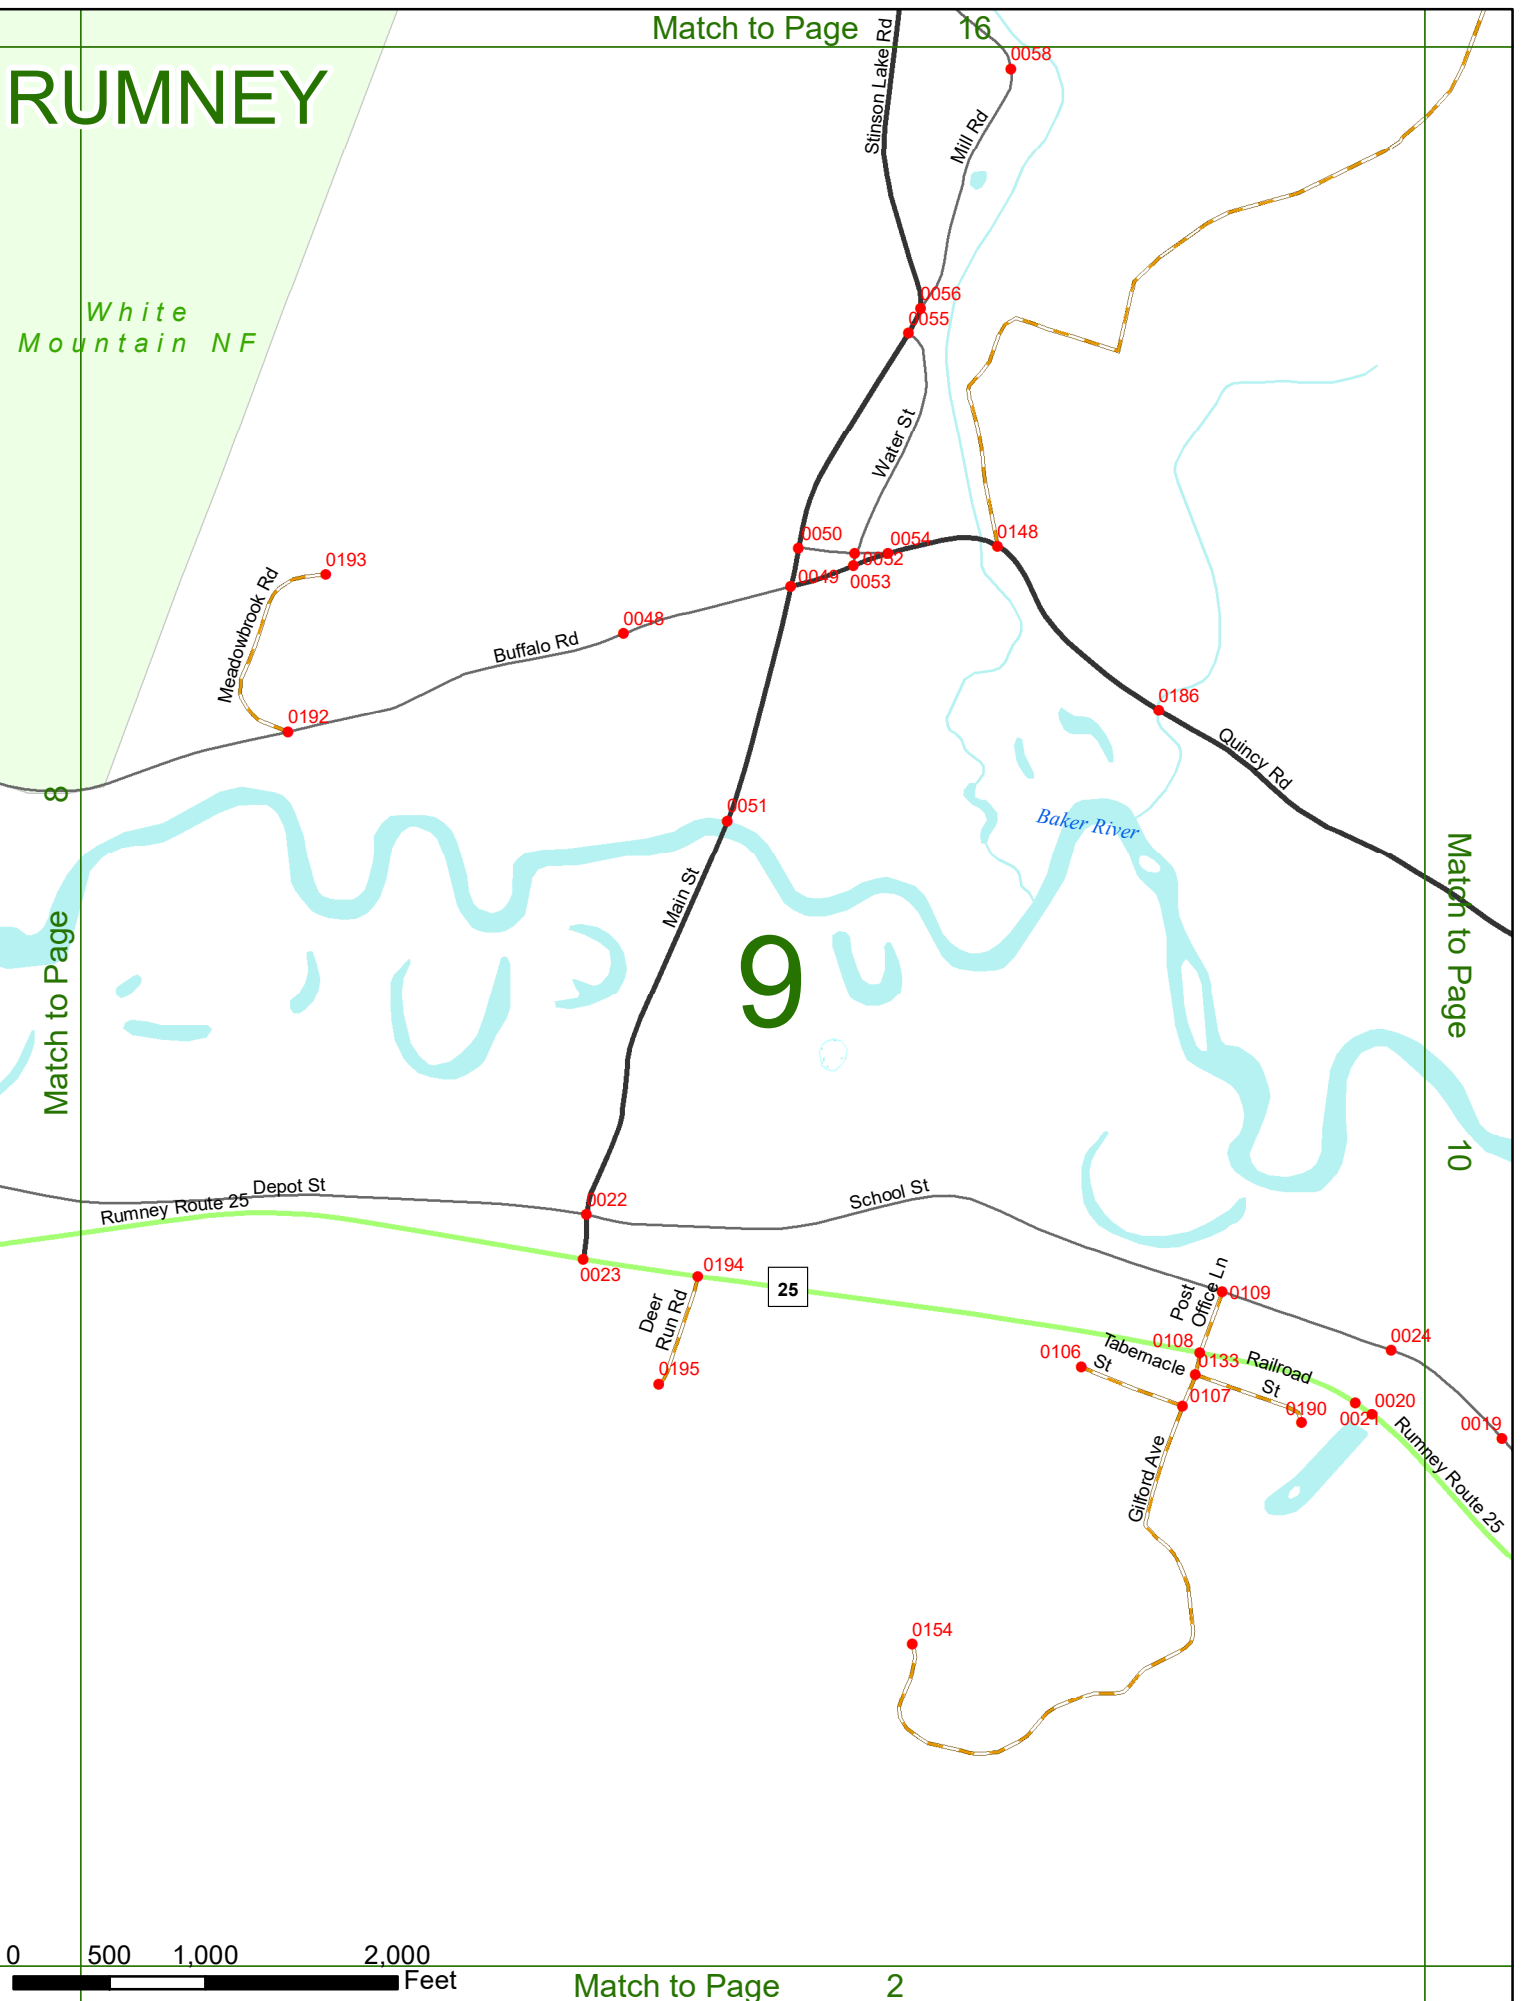 Match to Page 16
RUMNEY
Stinson Lake Rd
0058
Mill Rd
White
Mountain NF
0056
0055
Water St
0050
0054
0148
0052
0053
0049
0193
Meadowbrook Rd
0048
Buffalo Rd
0192
0186
Quincy Rd
8
Match to Page
0051
Baker River
Main St
9
Match to Page
10
Depot St
Rumney Route 25
0022
School St
0023
0194
25
Deer
Run Rd
0195
Post
Office Ln
0109
0108
0106
Tabernacle
St
0133
Railroad
St
0024
0107
0190
0021
0020
0019
Rumney Route 25
Gilford Ave
0154
0 500 1,000 2,000
Feet
Match to Page 2